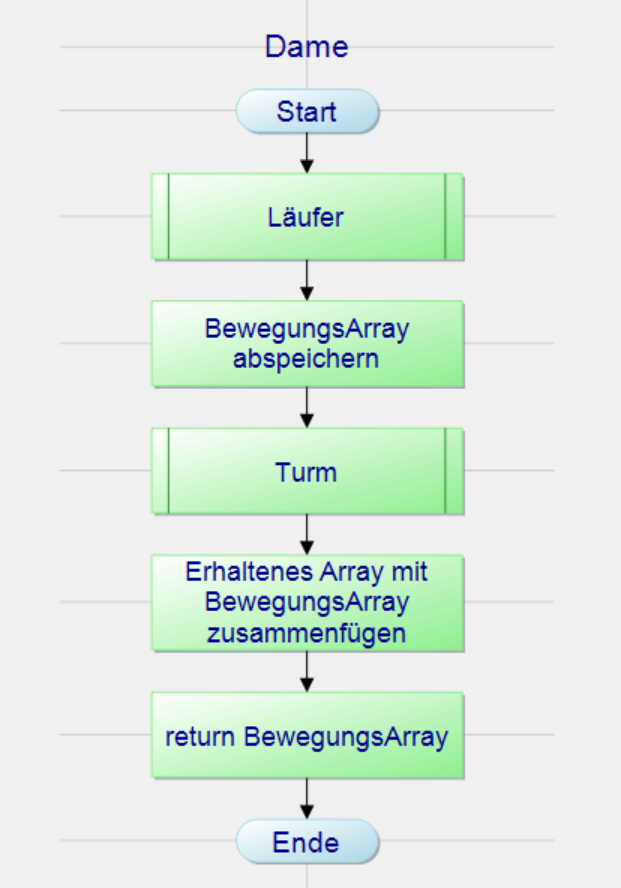 Dame
Start
Läufer
BewegungsArray
abspeichern
Turm
Erhaltenes Array mit
BewegungsArray
zusammenfügen
return BewegungsArray
Ende